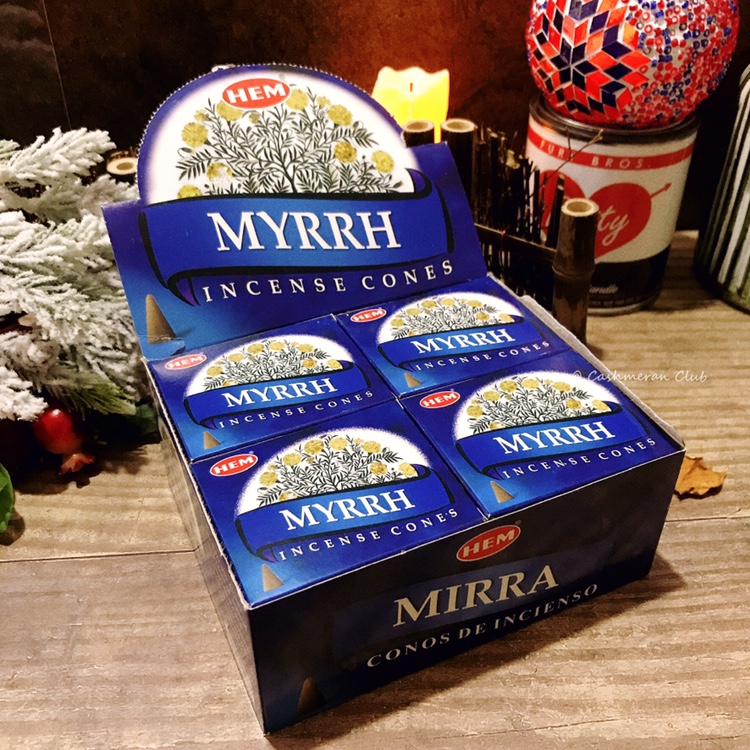 HEM
MYRRH
INCENSE CONES
HEM
MYRRH
INCENSE CONES
HEM
MYRRH
INCENSE CONES
HEM
MYRRH
INCENSE CONES
HEM
MYRRH
INCENSE CONES
HEM
MIRRA
CONOS DE INCIENSO
BROS.
ty
© Cashmeran Club